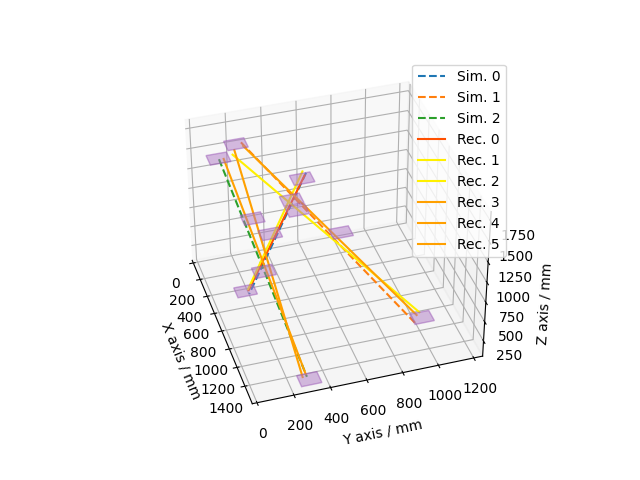 Sim. 0
Sim. 1
Sim. 2
Rec. 0
Rec. 1
Rec. 2
Rec. 3
Rec. 4
Rec. 5
0
200
400
600
800
1000
1200
1400
X axis / mm
0
200
400
600
800
1000
1200
Y axis / mm
250
500
750
1000
1250
1500
1750
Z axis / mm